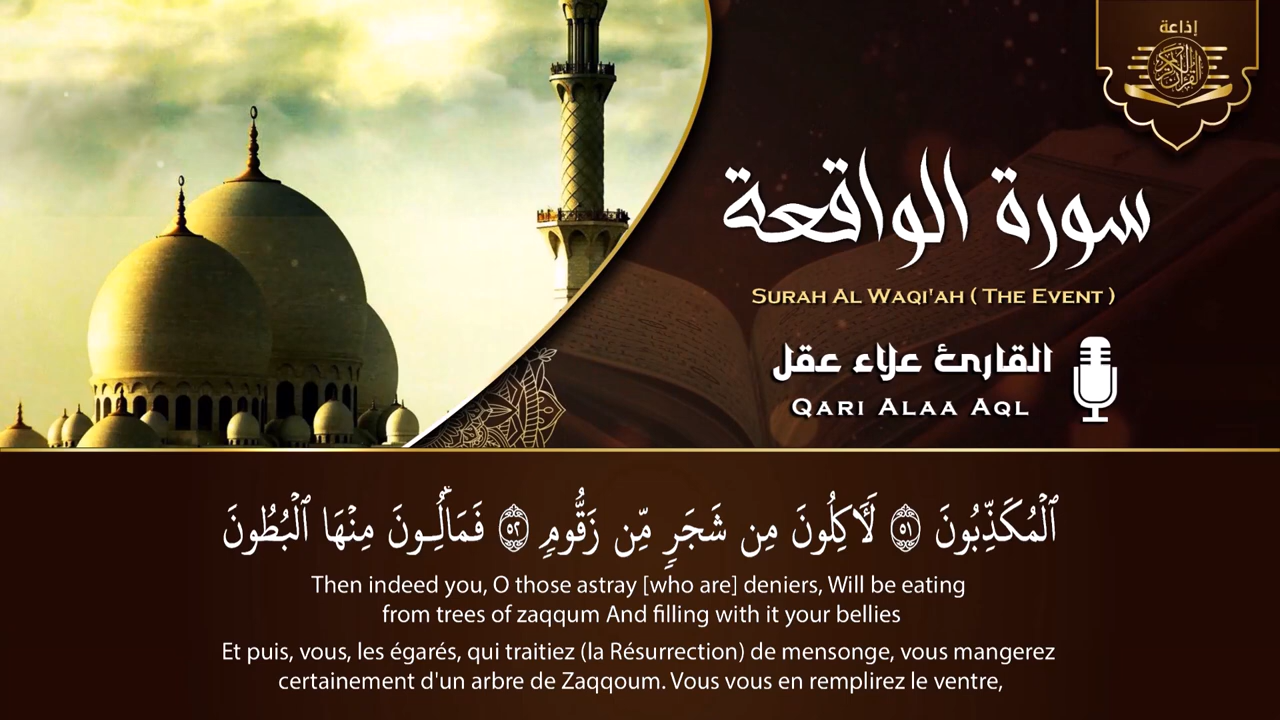 إذاعة
القرآن الكريم
سورة الواقعة
SURAH AL WAQI'AH ( THE EVENT )
القارئ علاء عقل
QARI ALAA AQL
ٱلْمُكَذِّبُونَ ٥١ لَـَٔاكِلُونَ مِن شَجَرٍ مِّن زَقُّومٍ ٥٢ فَمَالِـُٔونَ مِنْهَا ٱلْبُطُونَ
Then indeed you, O those astray [who are] deniers, Will be eating
from trees of zaqqum And filling with it your bellies
Et puis, vous, les égarés, qui traitiez (la Résurrection) de mensonge, vous mangerez
certainement d'un arbre de Zaqqoum. Vous vous en remplirez le ventre,